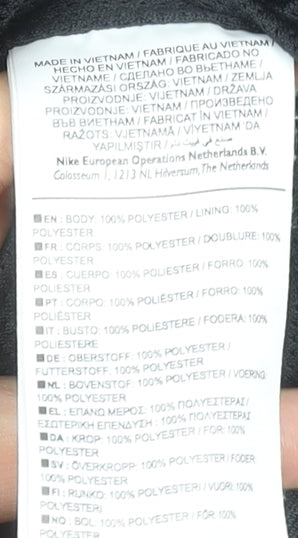 MADE IN VIETNAM / FABRIQUE AU VIETNAM /
HECHO EN VIETNAM / FABRICADO NO
VIETNAME / СДЕЛАНО ВО ВЬЕТНАМЕ /
SZÁRMAZÁSI ORSZÁG: VIETNAM / ZEMLJA
PROIZVODNJE: VIJETNAM / DRŽAVA
PROIZVODNJE: VIETNAM / ПРОИЗВЕДЕНО
ВЪВ ВИЕТНАМ / FABRICAT ÎN VIETNAM /
RAŽOTS: VJETNAMĀ / VİYETNAM 'DA
YAPILMIŞTIR / صنع في فيتنام
Nike European Operations Netherlands B.V.
Colosseum 1, 1213 NL Hilversum, The Netherlands
EN : BODY: 100% POLYESTER / LINING: 100%
POLYESTER
FR : CORPS: 100% POLYESTER / DOUBLURE: 100%
POLYESTER
ES : CUERPO: 100% POLIÉSTER / FORRO: 100%
POLIÉSTER
PT : CORPO: 100% POLIÉSTER / FORRO: 100%
POLIÉSTER
IT : BUSTO: 100% POLIESTERE / FODERA: 100%
POLIESTERE
DE : OBERSTOFF: 100% POLYESTER /
FUTTERSTOFF: 100% POLYESTER
NL : BOVENSTOF: 100% POLYESTER / VOERING:
100% POLYESTER
EL : ΕΠΑΝΩ ΜΕΡΟΣ: 100% ΠΟΛΥΕΣΤΕΡΑΣ /
ΕΣΩΤΕΡΙΚΗ ΕΠΕΝΔΥΣΗ : 100% ΠΟΛΥΕΣΤΕΡΑΣ
DA : KROP: 100% POLYESTER / FOR: 100%
POLYESTER
SV : ÖVERKROPP: 100% POLYESTER / FODER:
100% POLYESTER
FI : RUNKO: 100% POLYESTERI / VUORI: 100%
POLYESTERI
NO : BOL: 100% POLYESTER / FÔR: 100%
POLYESTER